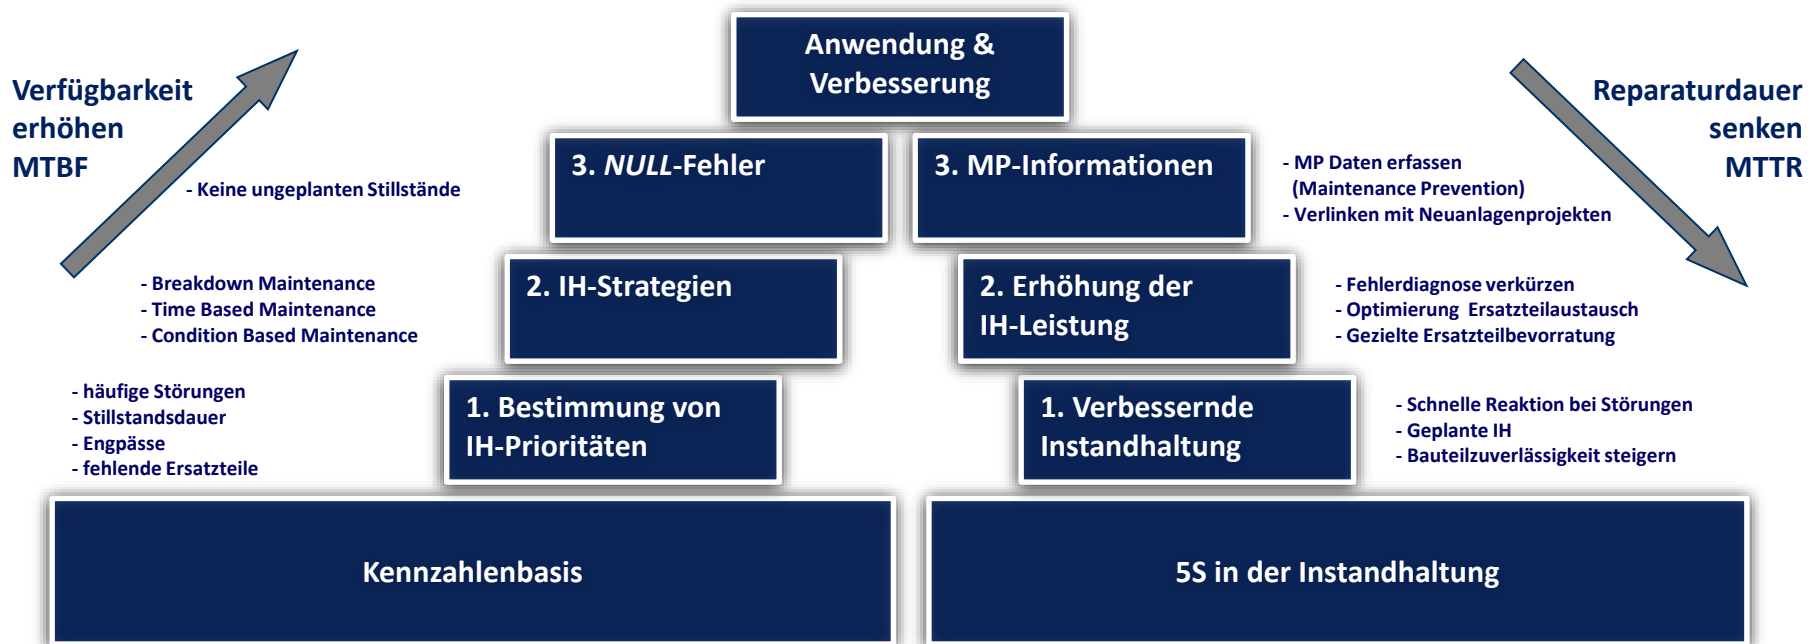 Anwendung &
Verbesserung
Verfügbarkeit
erhöhen
MTBF
Reparaturdauer
senken
MTTR
- Keine ungeplanten Stillstände
3. NULL-Fehler
3. MP-Informationen
- MP Daten erfassen
(Maintenance Prevention)
- Verlinken mit Neuanlagenprojekten
- Breakdown Maintenance
- Time Based Maintenance
- Condition Based Maintenance
2. IH-Strategien
2. Erhöhung der
IH-Leistung
- Fehlerdiagnose verkürzen
- Optimierung Ersatzteilaustausch
- Gezielte Ersatzteilbevorratung
- häufige Störungen
- Stillstandsdauer
- Engpässe
- fehlende Ersatzteile
1. Bestimmung von
IH-Prioritäten
1. Verbessernde
Instandhaltung
- Schnelle Reaktion bei Störungen
- Geplante IH
- Bauteilzuverlässigkeit steigern
Kennzahlenbasis
5S in der Instandhaltung